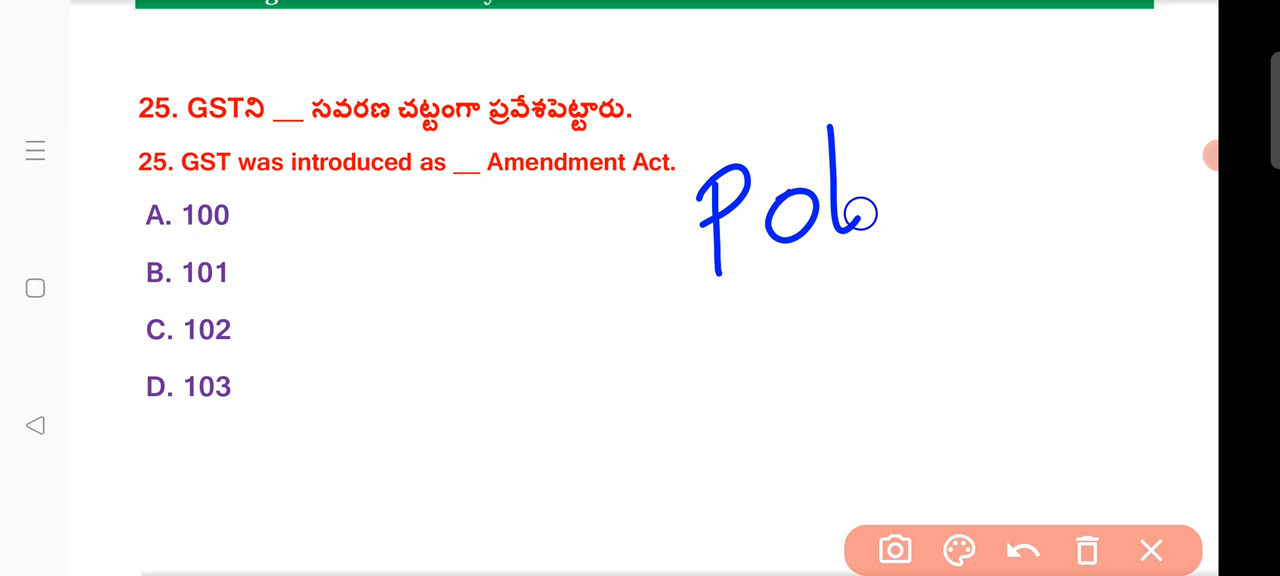 25. GSTని __ సవరణ చట్టంగా ప్రవేశపెట్టారు.
25. GST was introduced as __ Amendment Act.
A. 100
B. 101
C. 102
D. 103
Pol